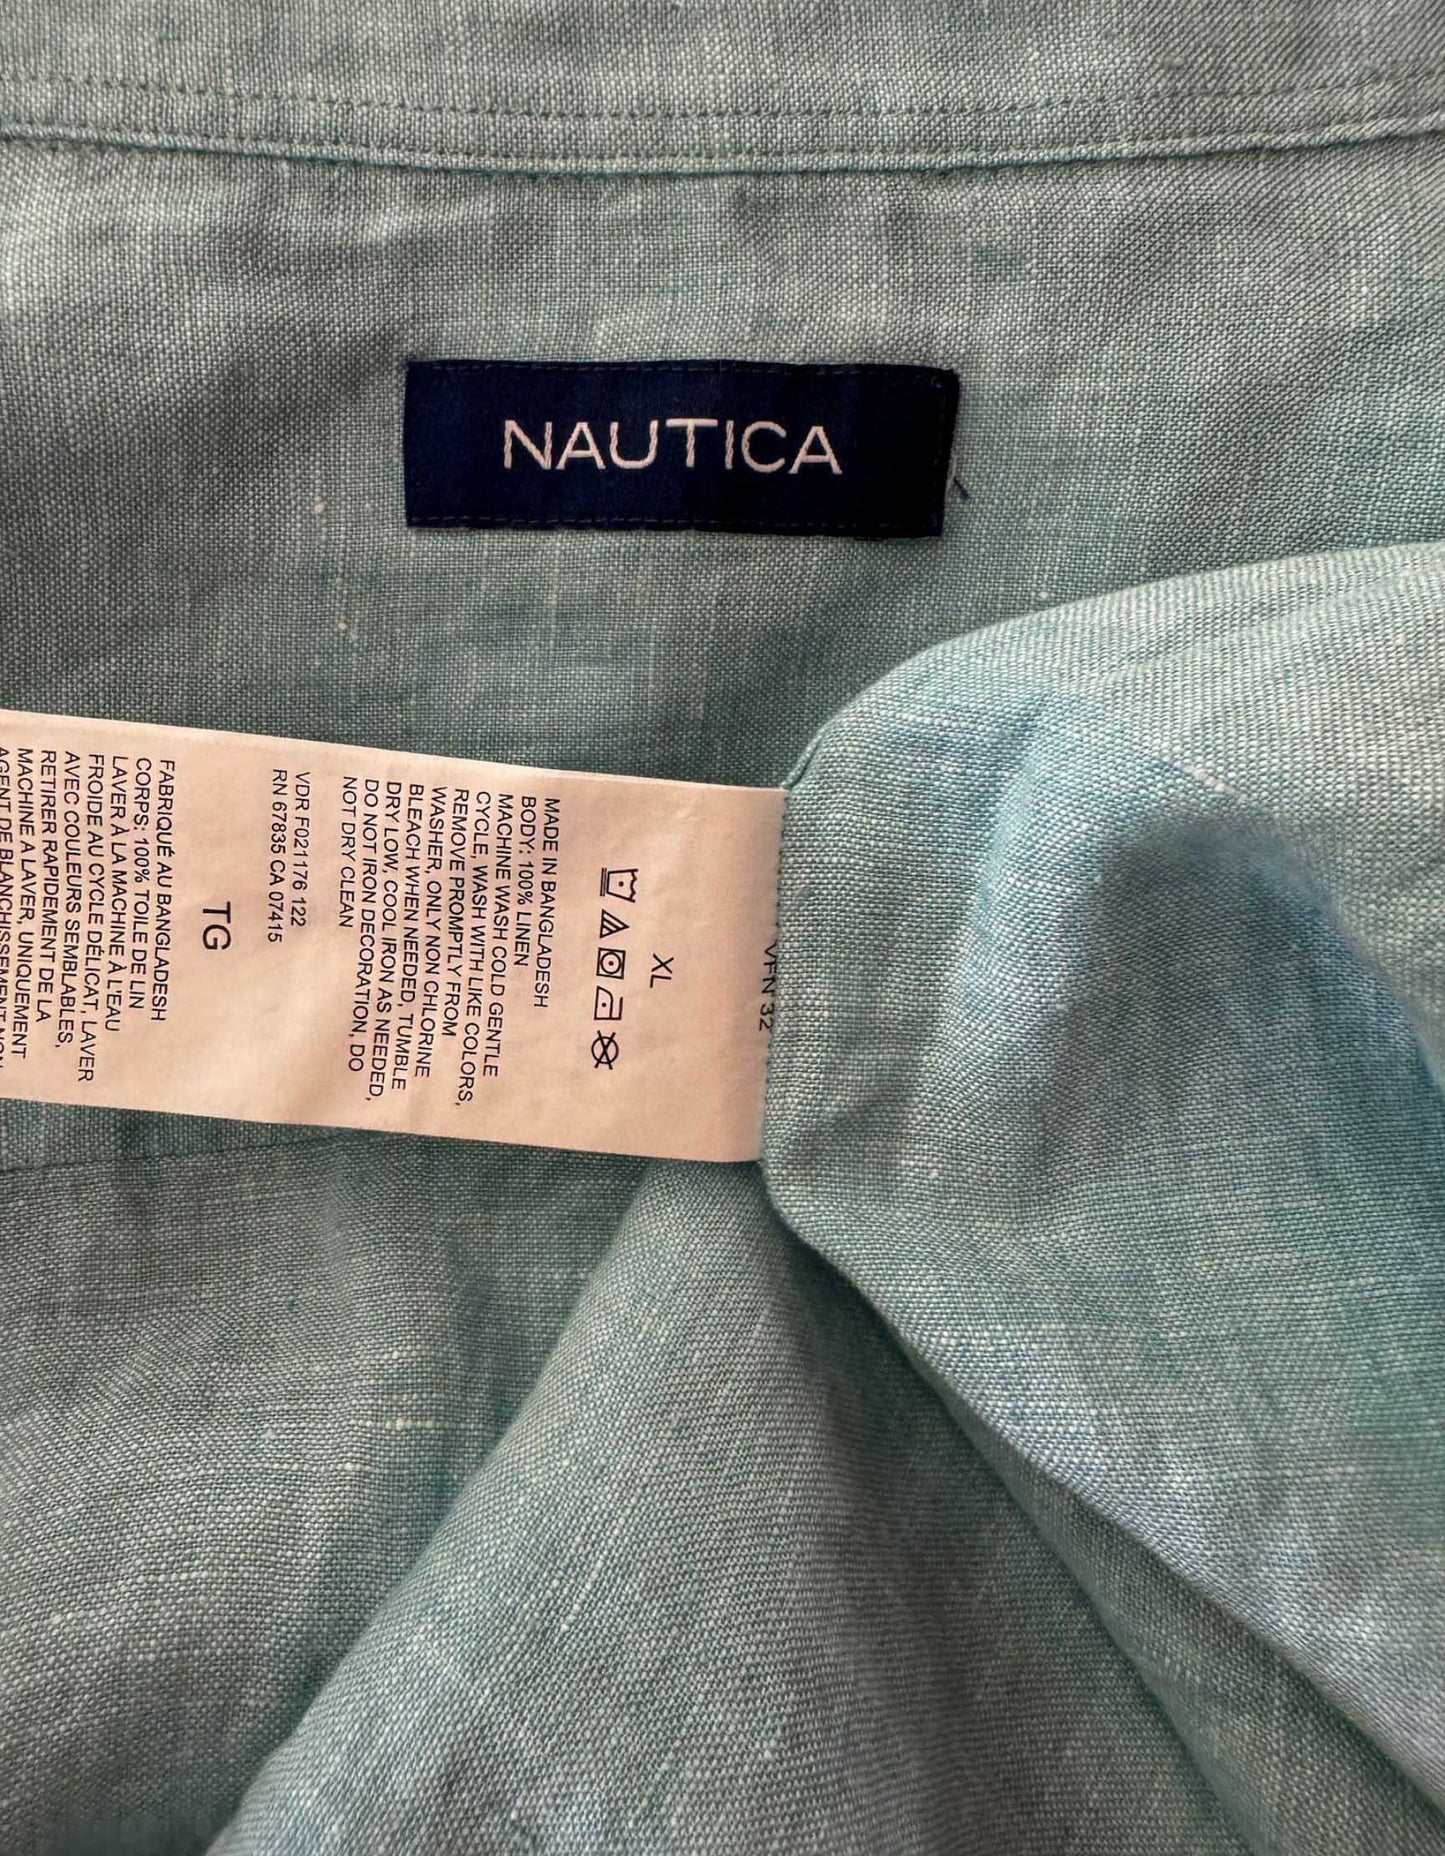 NAUTICA
VFN 32
XL
MADE IN BANGLADESH
BODY: 100% LINEN
MACHINE WASH COLD GENTLE
CYCLE, WASH WITH LIKE COLORS,
REMOVE PROMPTLY FROM
WASHER, ONLY NON CHLORINE
BLEACH WHEN NEEDED, TUMBLE
DRY LOW, COOL IRON AS NEEDED,
DO NOT IRON DECORATION, DO
NOT DRY CLEAN
VDR F021176 122
RN 67835 CA 07415
TG
FABRIQUÉ AU BANGLADESH
CORPS: 100% TOILE DE LIN
LAVER À LA MACHINE À L'EAU
FROIDE AU CYCLE DÉLICAT, LAVER
AVEC COULEURS SEMBLABLES,
RETIRER RAPIDEMENT DE LA
MACHINE A LAVER, UNIQUEMENT
AGENT DE BLANCHISSEMENT NON